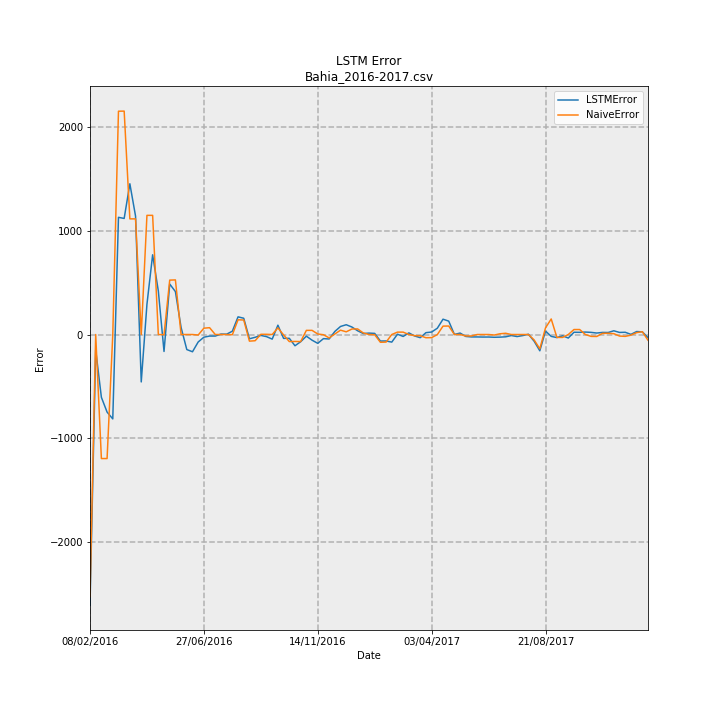 LSTM Error
Bahia_2016-2017.csv
LSTMError
NaiveError
2000
1000
0
−1000
−2000
Error
08/02/2016
27/06/2016
14/11/2016
03/04/2017
21/08/2017
Date